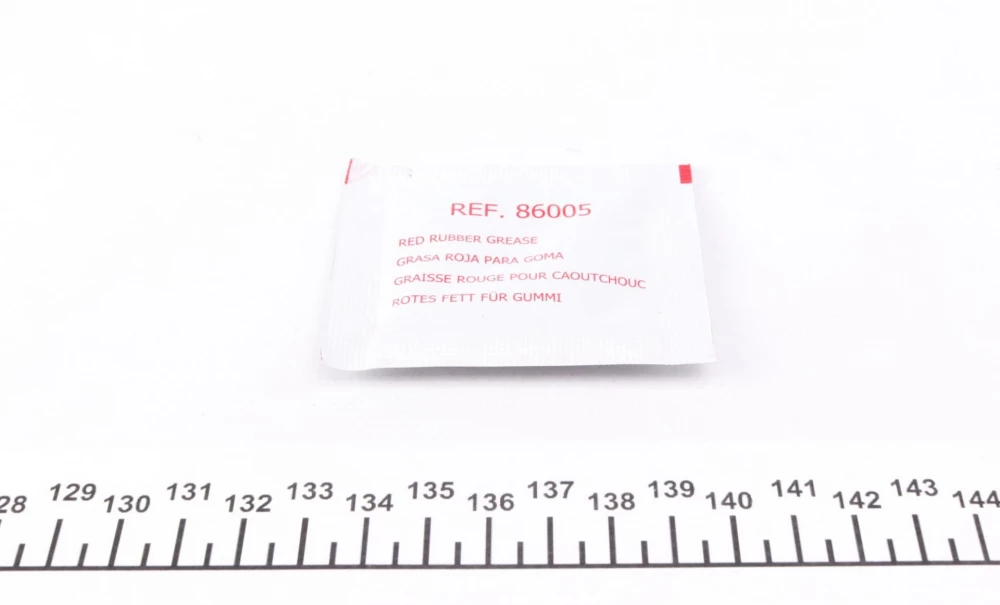 REF. 86005
RED RUBBER GREASE
GRASA ROJA PARA GOMA
GRAISSE ROUGE POUR CAOUTCHOUC
ROTES FETT FÜR GUMMI
28 129 130 131 132 133 134 135 136 137 138 139 140 141 142 143 144